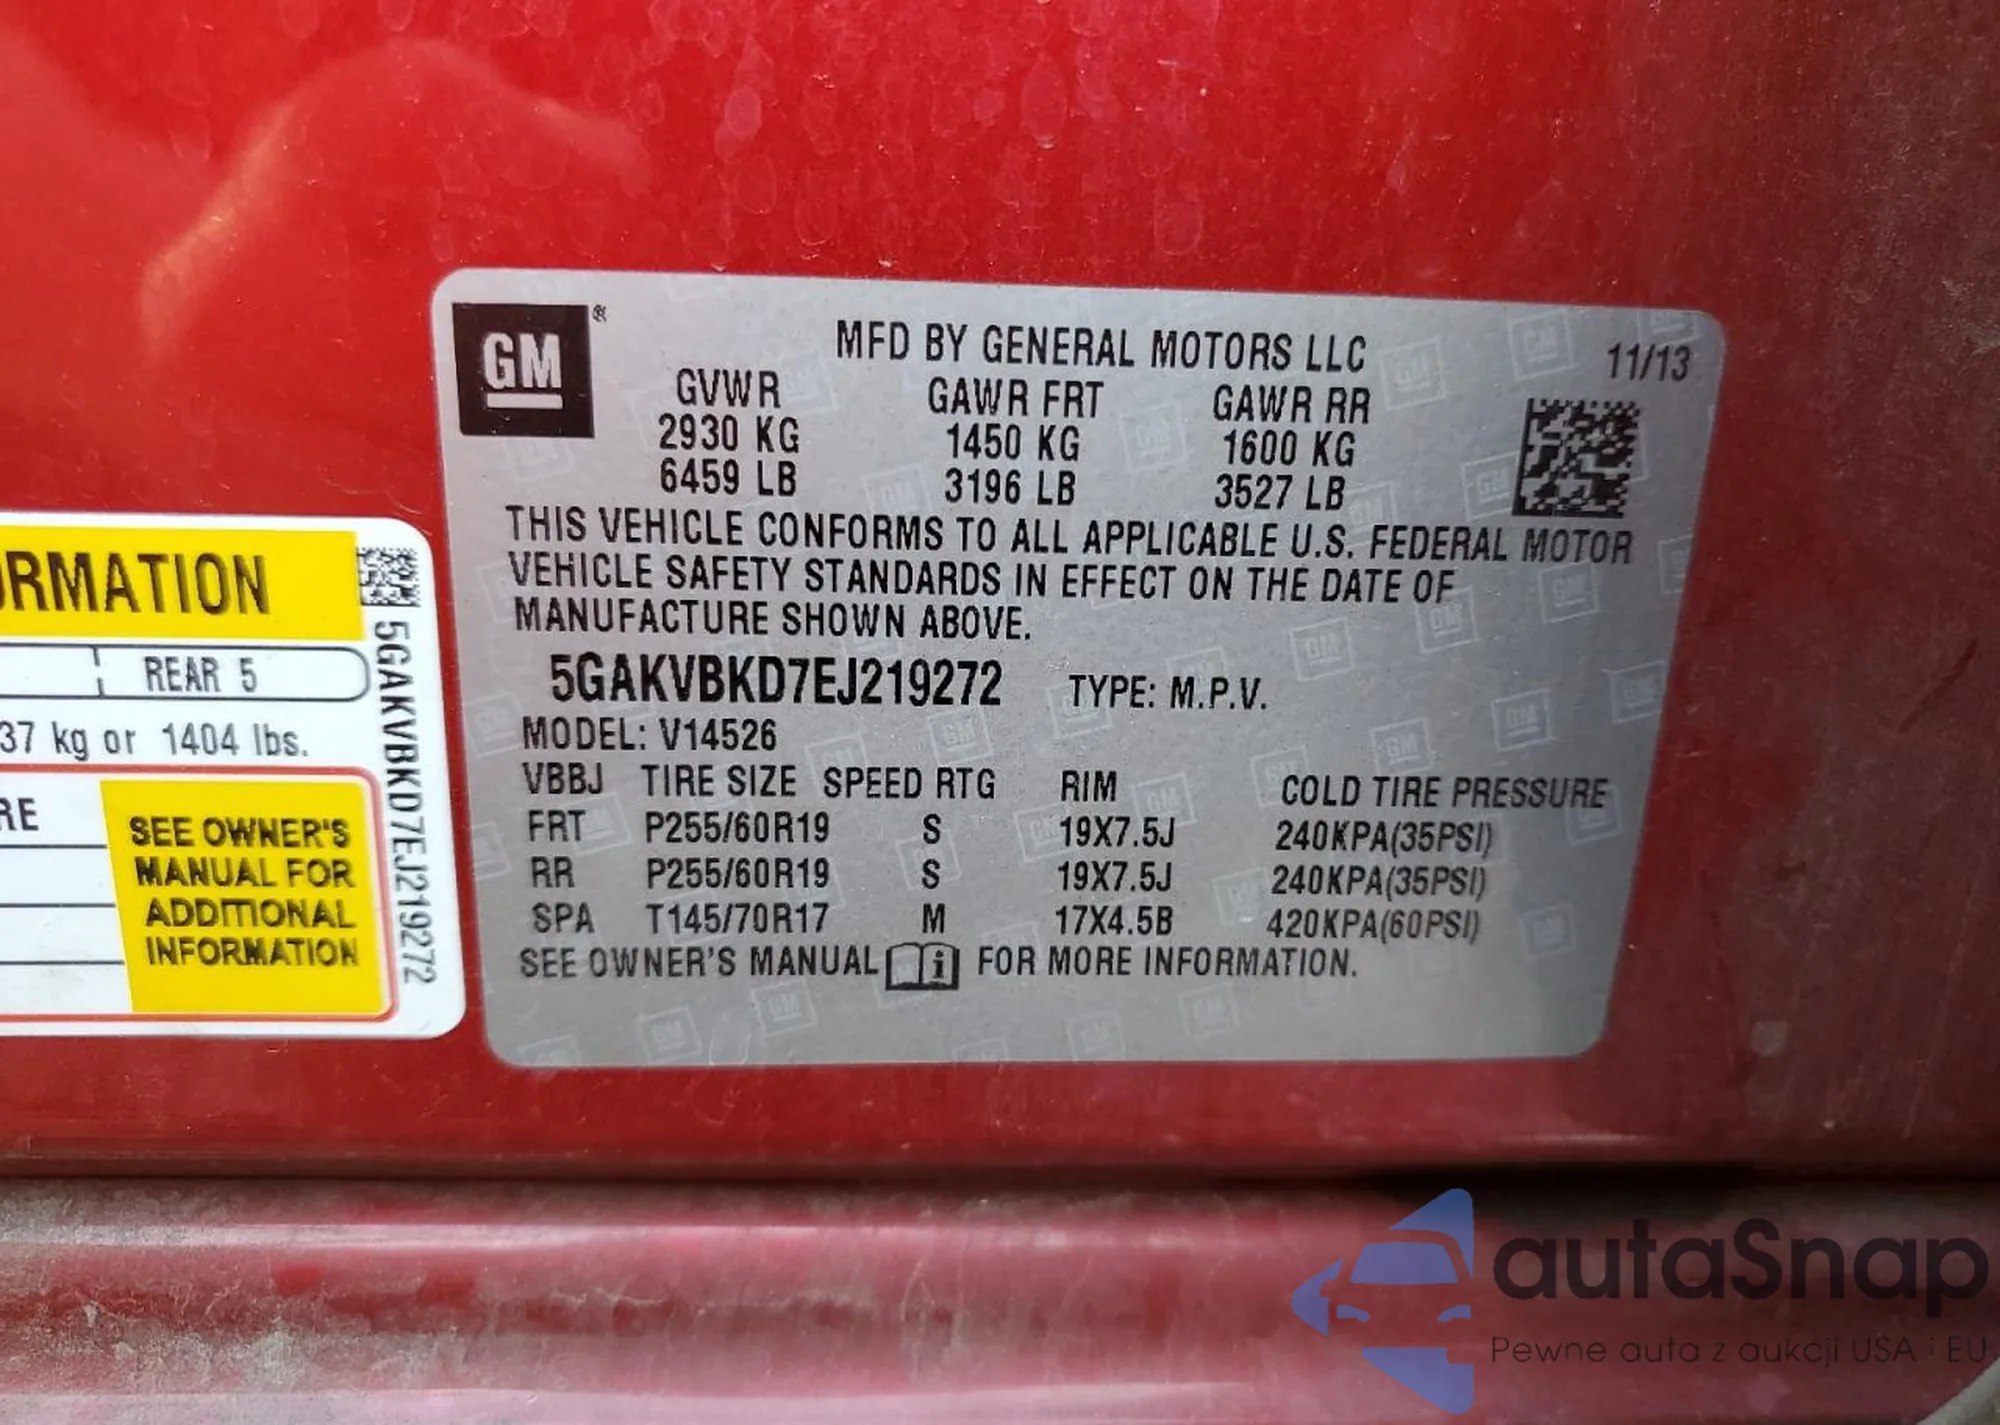 GM®
MFD BY GENERAL MOTORS LLC
11/13
GVWR GAWR FRT GAWR RR
2930 KG 1450 KG 1600 KG
6459 LB 3196 LB 3527 LB
THIS VEHICLE CONFORMS TO ALL APPLICABLE U.S. FEDERAL MOTOR
VEHICLE SAFETY STANDARDS IN EFFECT ON THE DATE OF
MANUFACTURE SHOWN ABOVE.
5GAKVBKD7EJ219272 TYPE: M.P.V.
MODEL: V14526
VBBJ TIRE SIZE SPEED RTG RIM COLD TIRE PRESSURE
FRT P255/60R19 S 19X7.5J 240KPA(35PSI)
RR P255/60R19 S 19X7.5J 240KPA(35PSI)
SPA T145/70R17 M 17X4.5B 420KPA(60PSI)
SEE OWNER'S MANUAL i FOR MORE INFORMATION.
ORMATION
REAR 5
37 kg or 1404 lbs.
RE
SEE OWNER'S
MANUAL FOR
ADDITIONAL
INFORMATION
5GAKVBKD7EJ219272
autaSnap
Pewne auta z aukcji USA i EU